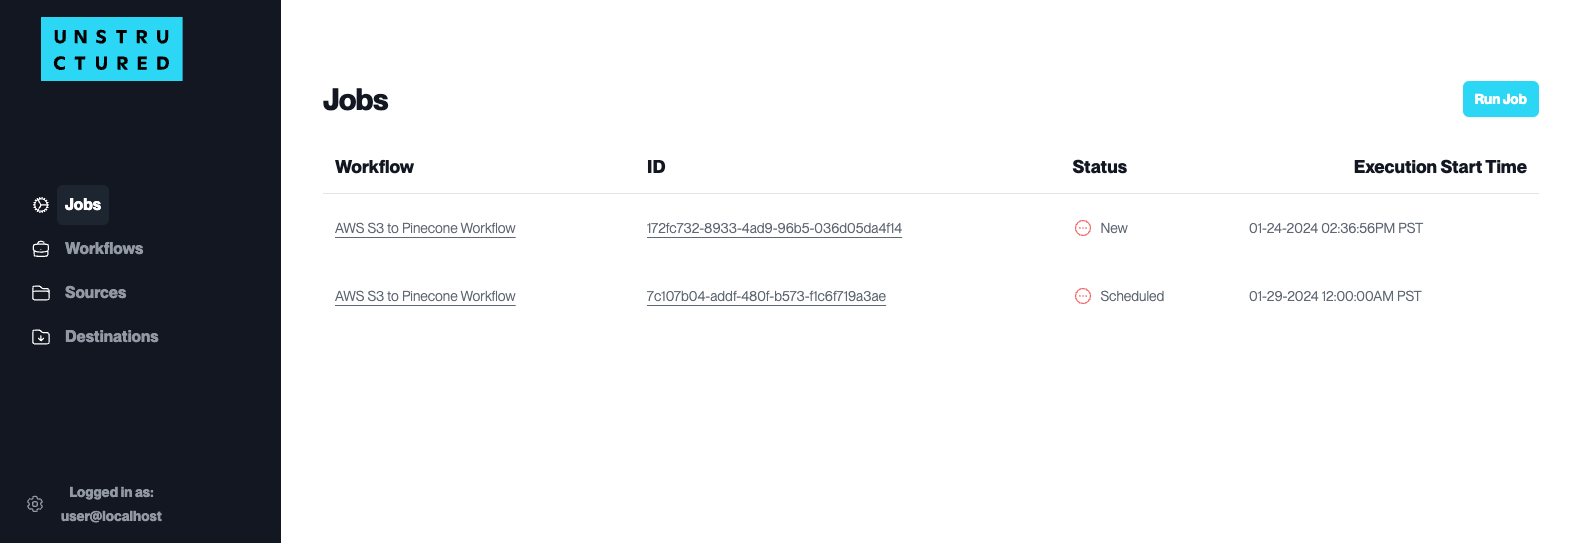 UNSTRU
CTURED
Jobs
Workflows
Sources
Destinations
Logged in as:
user@localhost
Jobs
Run Job
Workflow ID Status Execution Start Time
AWS S3 to Pinecone Workflow 172fc732-8933-4ad9-96b5-036d05da4f14 New 01-24-2024 02:36:56PM PST
AWS S3 to Pinecone Workflow 7c107b04-addf-480f-b573-f1c6f719a3ae Scheduled 01-29-2024 12:00:00AM PST